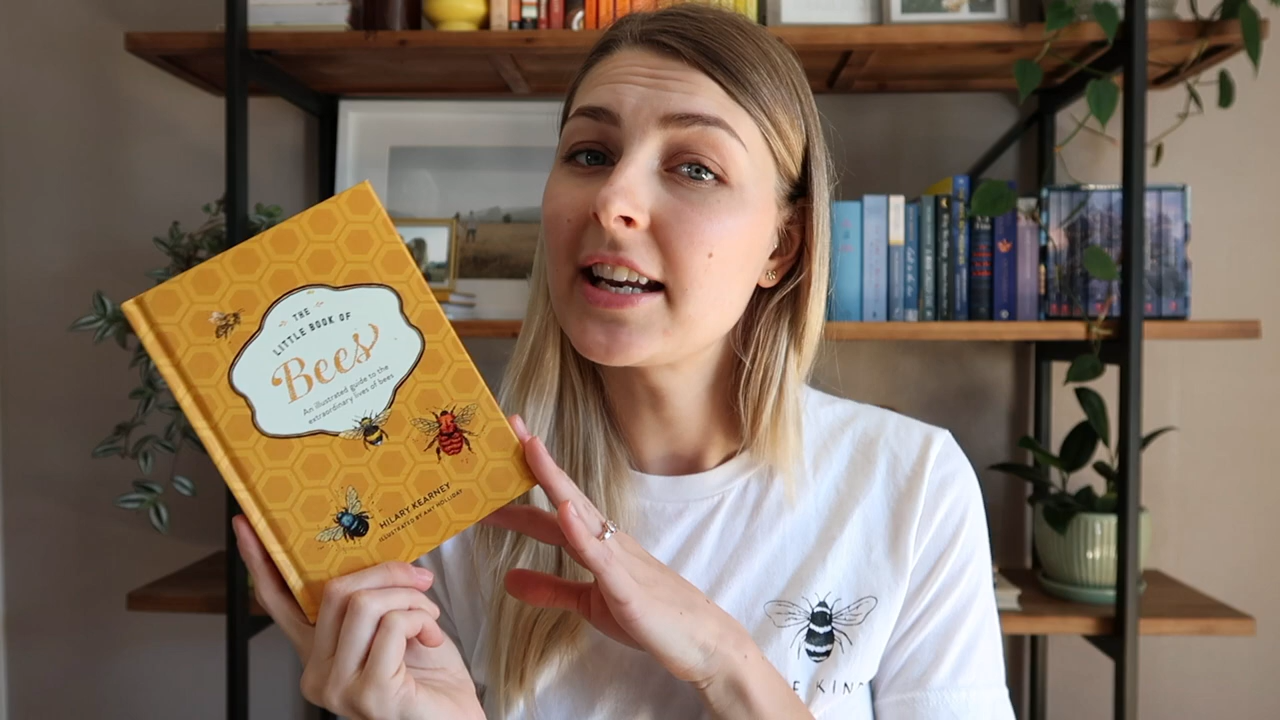 THE
LITTLE BOOK OF
Bees
An illustrated guide to the
extraordinary lives of bees
HILARY KEARNEY
ILLUSTRATED BY AMY HOLLIDAY
E KIN